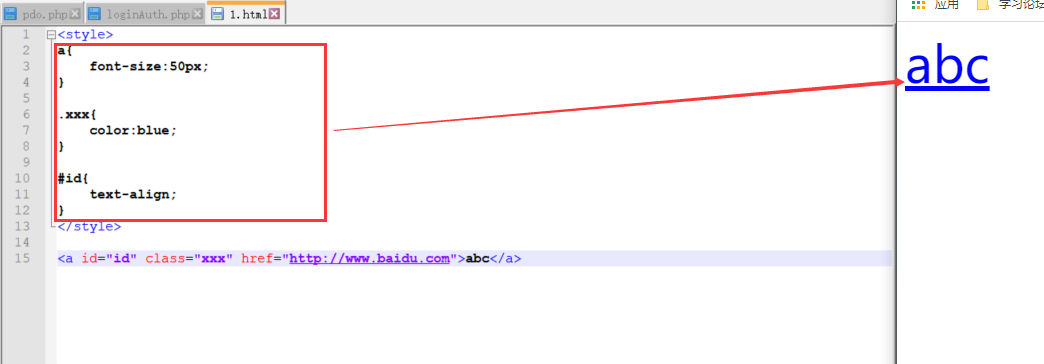 pdo.php loginAuth.php 1.html
应用 学习论坛
1 <style>
2 a{
3 font-size:50px;
4 }
5
6 .xxx{
7 color:blue;
8 }
9
10 #id{
11 text-align;
12 }
13 </style>
14
15 <a id="id" class="xxx" href="http://www.baidu.com">abc</a>
abc